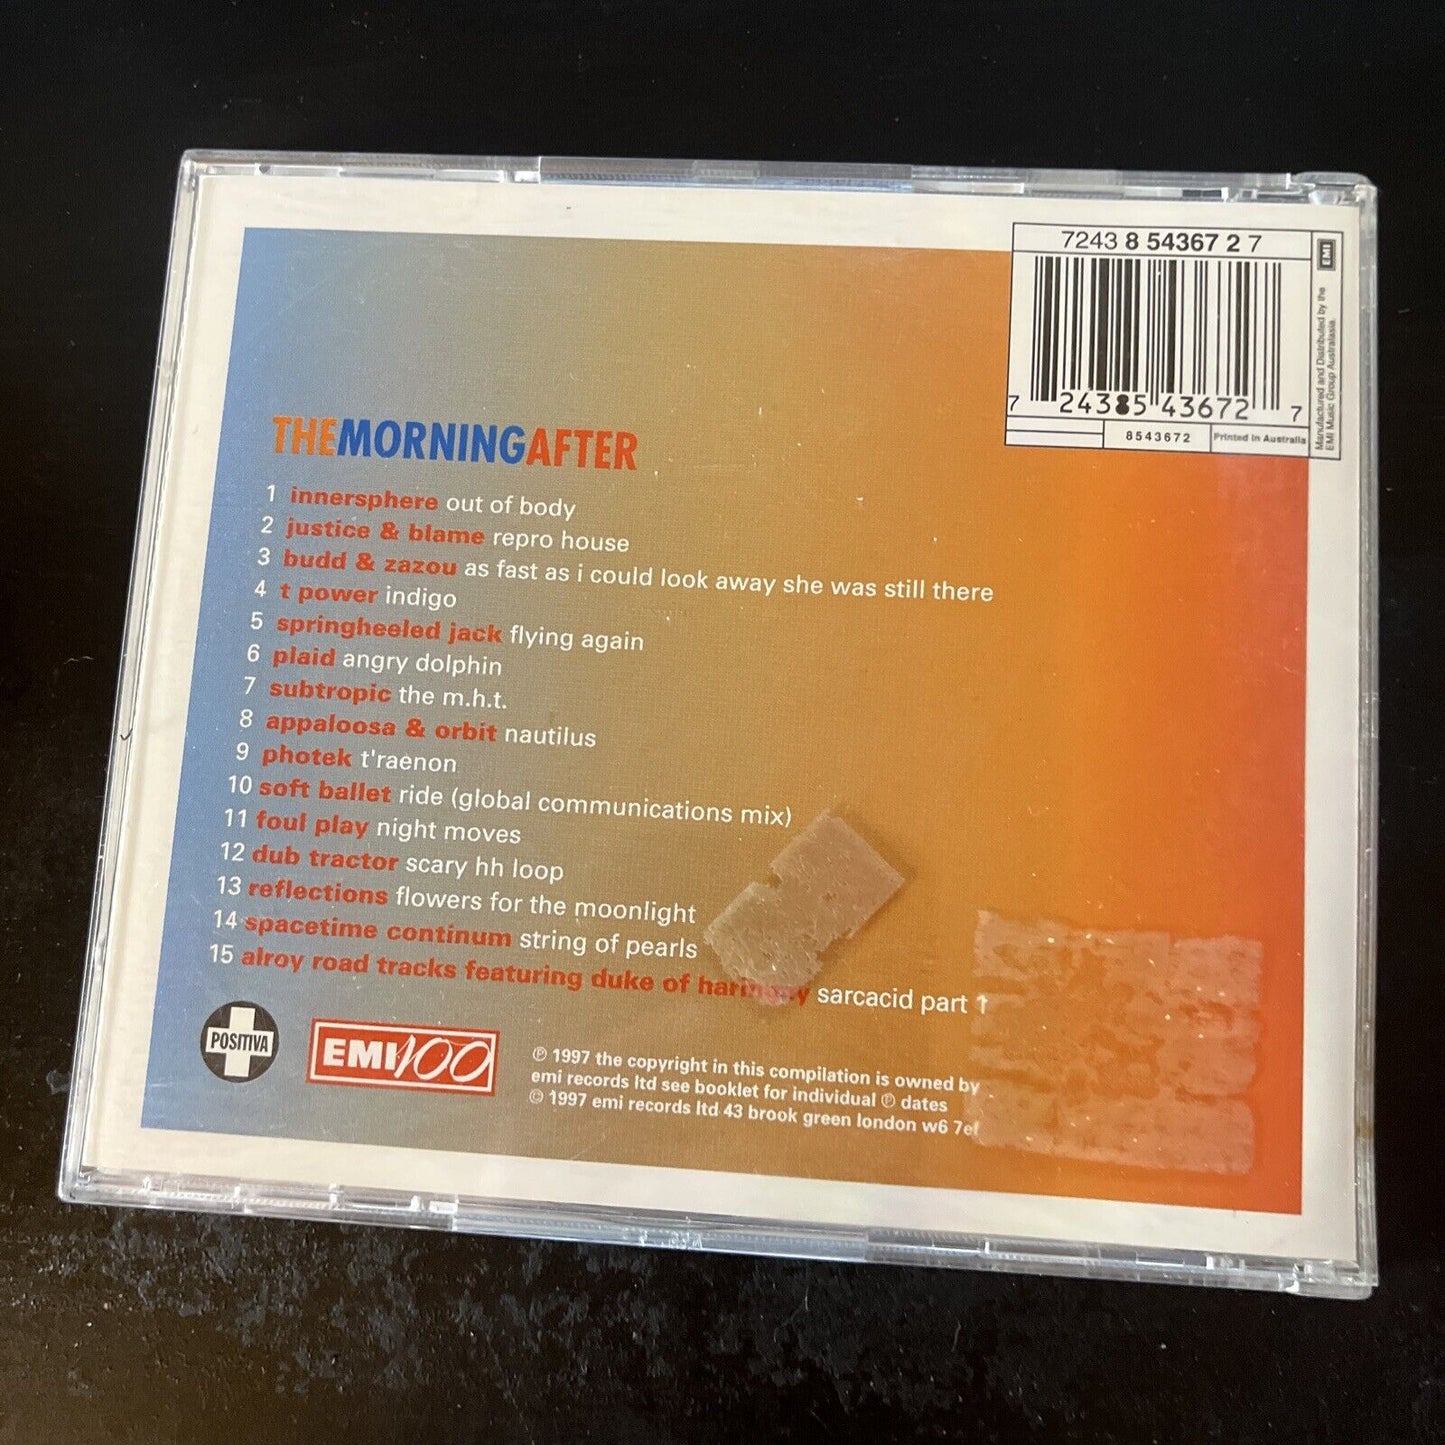 7243 8 54367 2 7
EMI
Manufactured and Distributed by the
EMI Music Group Australasia.
7 24385 43672 7
8543672
Printed in Australia
THEMORNINGAFTER
1 innersphere out of body
2 justice & blame repro house
3 budd & zazou as fast as i could look away she was still there
4 t power indigo
5 springheeled jack flying again
6 plaid angry dolphin
7 subtropic the m.h.t.
8 appaloosa & orbit nautilus
9 photek t'raenon
10 soft ballet ride (global communications mix)
11 foul play night moves
12 dub tractor scary hh loop
13 reflections flowers for the moonlight
14 spacetime continum string of pearls
15 alroy road tracks featuring duke of haringey sarcacid part 1
POSITIVA
EMI100
℗ 1997 the copyright in this compilation is owned by
emi records ltd see booklet for individual ℗ dates
© 1997 emi records ltd 43 brook green london w6 7ef